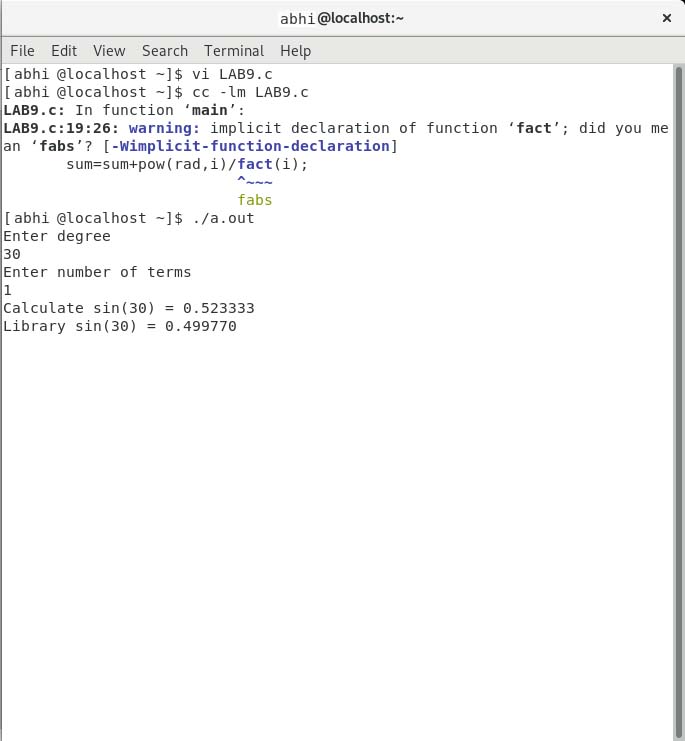 abhi@localhost:~ ×
File Edit View Search Terminal Help
[abhi @localhost ~]$ vi LAB9.c
[abhi @localhost ~]$ cc -lm LAB9.c
LAB9.c: In function ‘main’:
LAB9.c:19:26: warning: implicit declaration of function ‘fact’; did you me
an ‘fabs’? [-Wimplicit-function-declaration]
       sum=sum+pow(rad,i)/fact(i);
                          ^~~~
                          fabs
[abhi @localhost ~]$ ./a.out
Enter degree
30
Enter number of terms
1
Calculate sin(30) = 0.523333
Library sin(30) = 0.499770